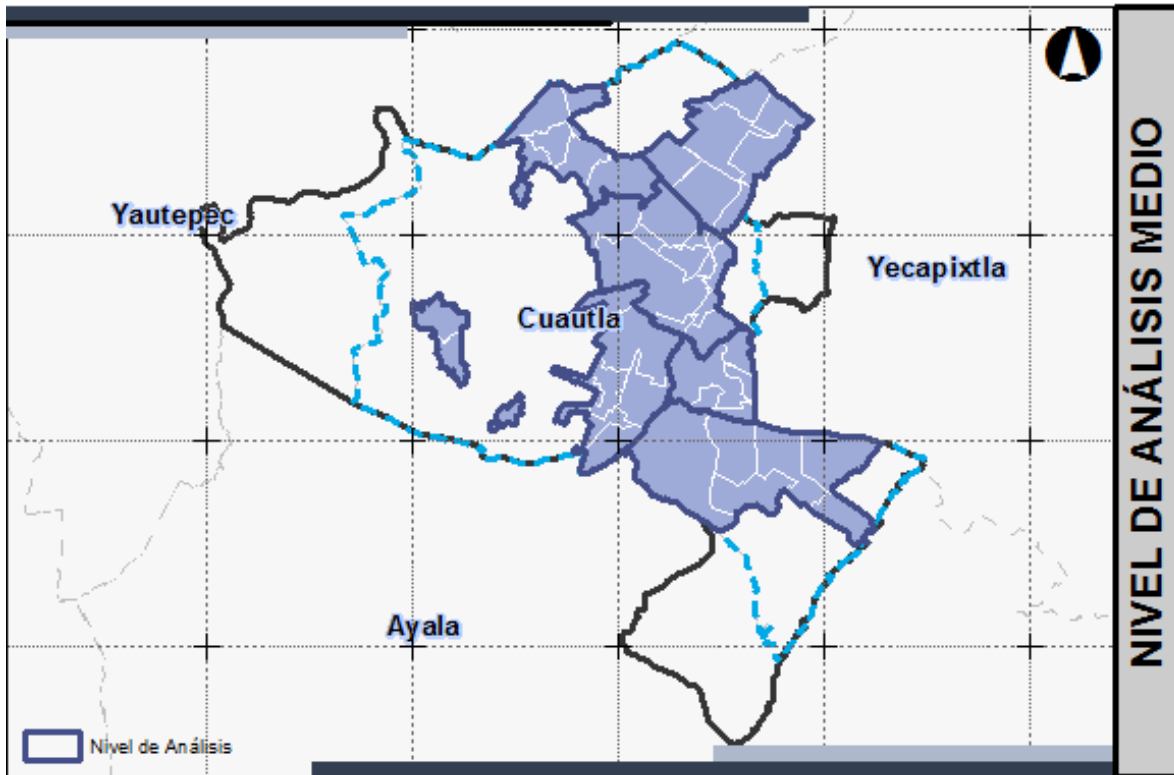 Yautepec
Yecapixtla
Cuautla
Ayala
Nivel de Análisis
NIVEL DE ANÁLISIS MEDIO